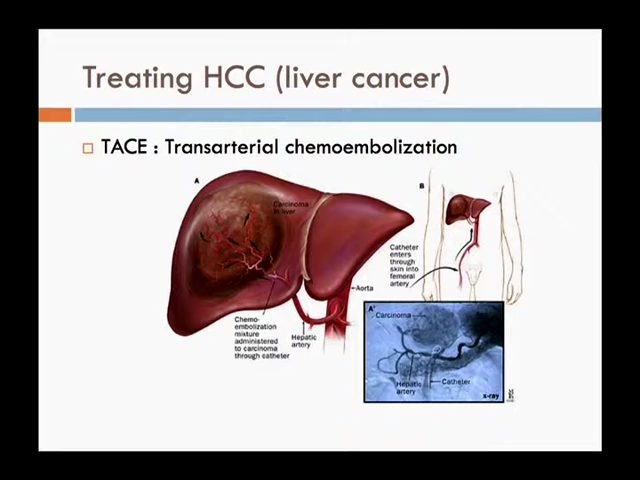 Treating HCC (liver cancer)
TACE : Transarterial chemoembolization
A
Carcinoma
in liver
Chemo-
embolization
mixture
administered
to carcinoma
through catheter
Hepatic
artery
Aorta
B
Catheter
enters
through
skin into
femoral
artery
A'
Carcinoma
Hepatic
artery
Catheter
x-ray